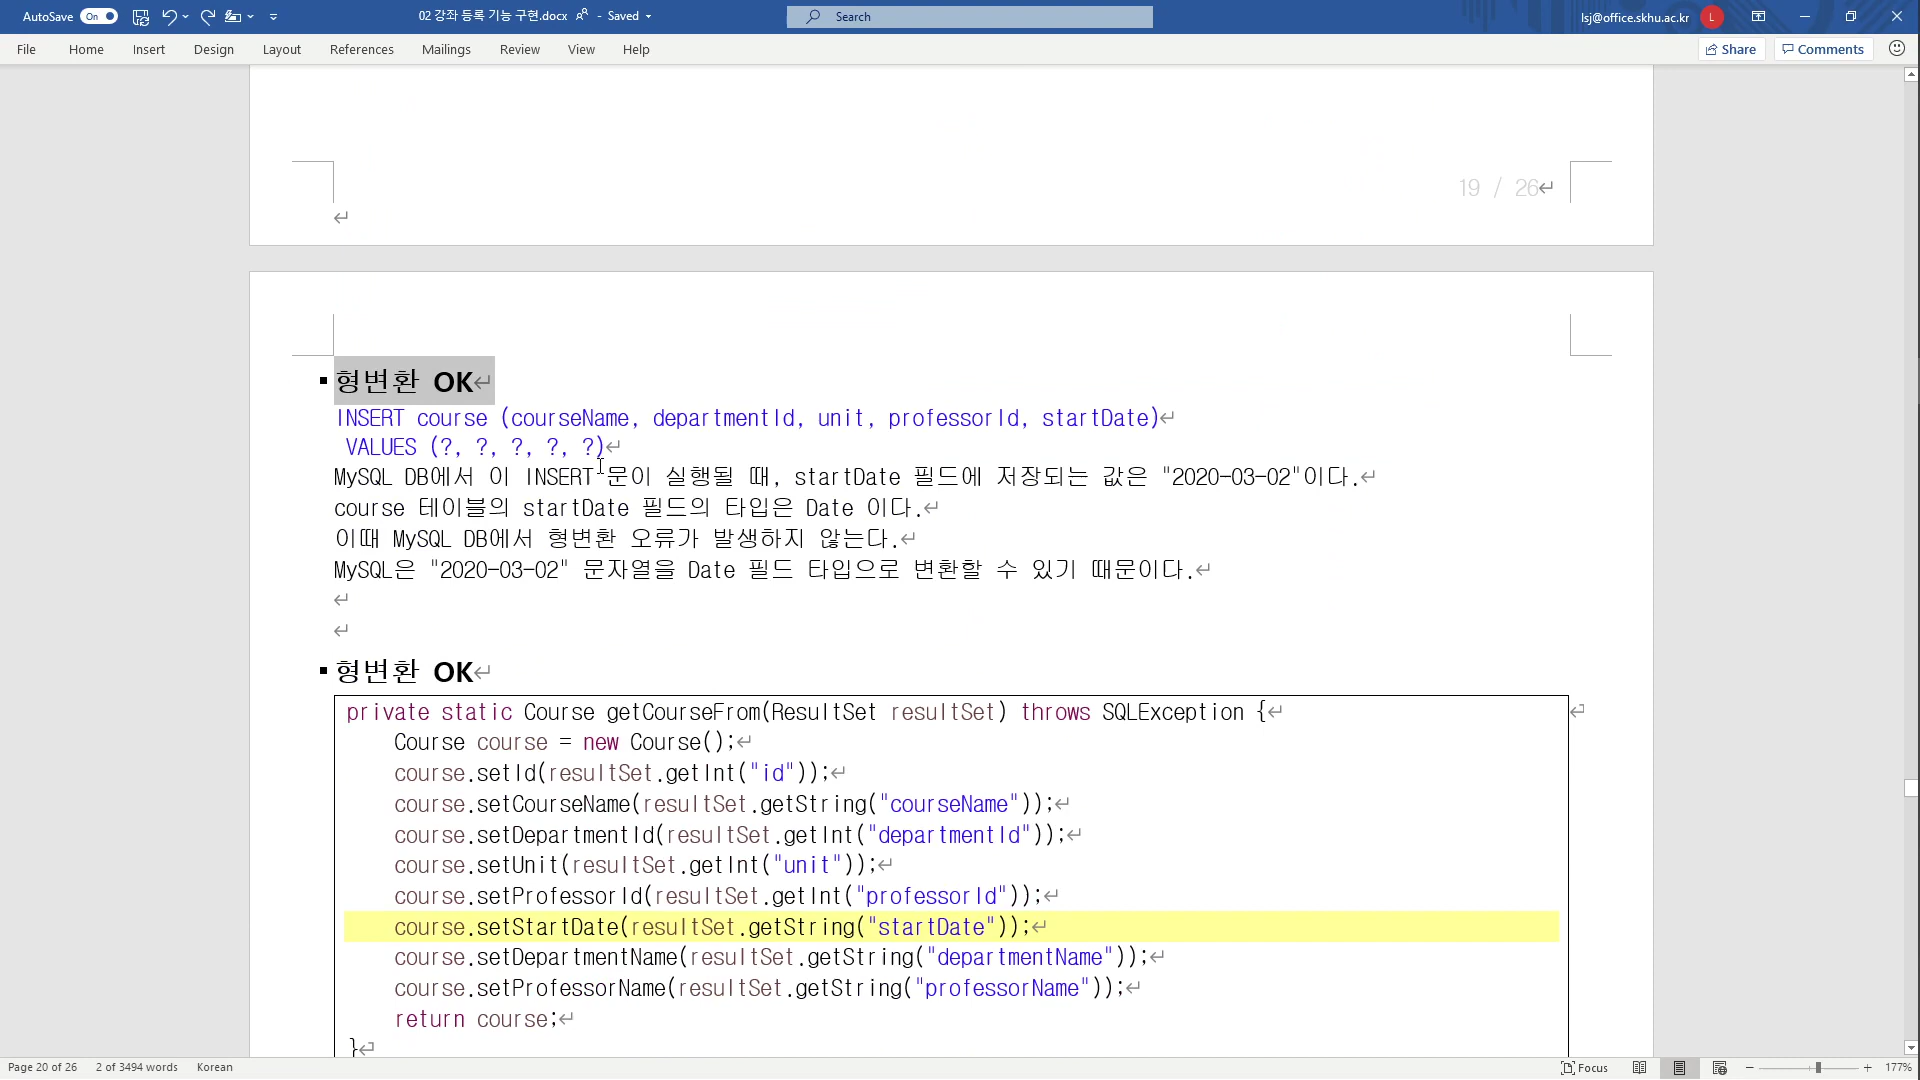 AutoSave On 02 강좌 등록 기능 구현.docx - Saved Search lsj@office.skhu.ac.kr L
File Home Insert Design Layout References Mailings Review View Help Share Comments
19 / 26
형변환 OK
INSERT course (courseName, departmentId, unit, professorId, startDate)
VALUES (?, ?, ?, ?, ?)
MySQL DB에서 이 INSERT 문이 실행될 때, startDate 필드에 저장되는 값은 "2020-03-02"이다.
course 테이블의 startDate 필드의 타입은 Date 이다.
이때 MySQL DB에서 형변환 오류가 발생하지 않는다.
MySQL은 "2020-03-02" 문자열을 Date 필드 타입으로 변환할 수 있기 때문이다.
형변환 OK
private static Course getCourseFrom(ResultSet resultSet) throws SQLException {
Course course = new Course();
course.setId(resultSet.getInt("id"));
course.setCourseName(resultSet.getString("courseName"));
course.setDepartmentId(resultSet.getInt("departmentId"));
course.setUnit(resultSet.getInt("unit"));
course.setProfessorId(resultSet.getInt("professorId"));
course.setStartDate(resultSet.getString("startDate"));
course.setDepartmentName(resultSet.getString("departmentName"));
course.setProfessorName(resultSet.getString("professorName"));
return course;
}
Page 20 of 26 2 of 3494 words Korean Focus 177%